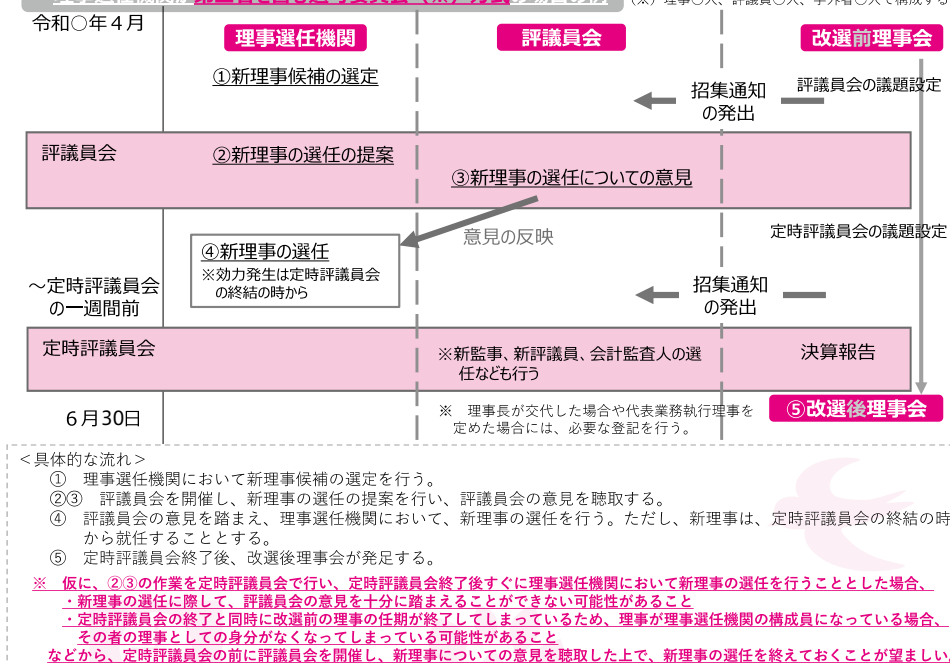 令和○年４月
理事選任機関
評議員会
改選前理事会
①新理事候補の選定
招集通知
の発出
評議員会の議題設定
評議員会
②新理事の選任の提案
③新理事の選任についての意見
意見の反映
定時評議員会の議題設定
④新理事の選任
※効力発生は定時評議員会
の終結の時から
～定時評議員会
の一週間前
招集通知
の発出
定時評議員会
※新監事、新評議員、会計監査人の選
任なども行う
決算報告
６月30日
※　理事長が交代した場合や代表業務執行理事を
定めた場合には、必要な登記を行う。
⑤改選後理事会
＜具体的な流れ＞
①　理事選任機関において新理事候補の選定を行う。
②③　評議員会を開催し、新理事の選任の提案を行い、評議員会の意見を聴取する。
④　評議員会の意見を踏まえ、理事選任機関において、新理事の選任を行う。ただし、新理事は、定時評議員会の終結の時
から就任することとする。
⑤　定時評議員会終了後、改選後理事会が発足する。
※　仮に、②③の作業を定時評議員会で行い、定時評議員会終了後すぐに理事選任機関において新理事の選任を行うこととした場合、
・新理事の選任に際して、評議員会の意見を十分に踏まえることができない可能性があること
・定時評議員会の終了と同時に改選前の理事の任期が終了してしまっているため、理事が理事選任機関の構成員になっている場合、
その者の理事としての身分がなくなってしまっている可能性があること
などから、定時評議員会の前に評議員会を開催し、新理事についての意見を聴取した上で、新理事の選任を終えておくことが望ましい。